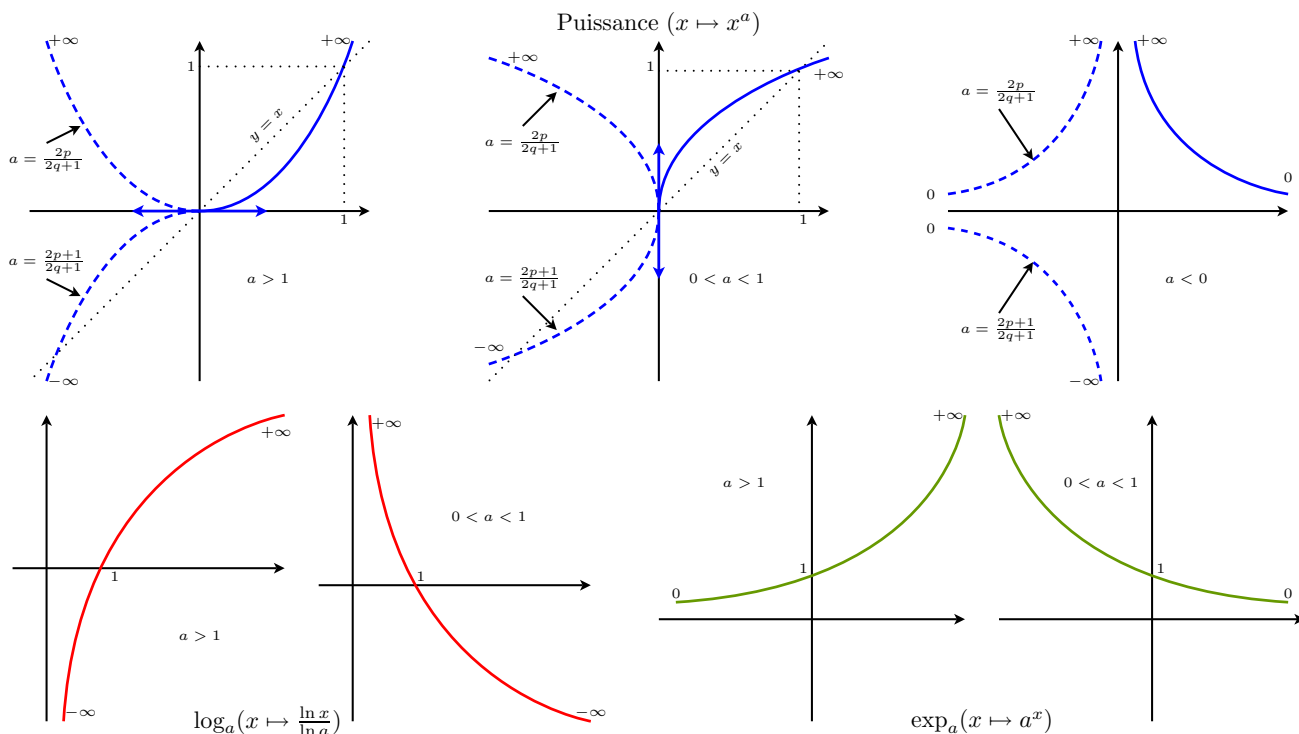 Puissance (x ↦ x^a)
+∞
+∞
1
y = x
a = 2p/2q+1
1
a = 2p+1/2q+1
a > 1
−∞
+∞
1
+∞
a = 2p/2q+1
y = x
1
a = 2p+1/2q+1
0 < a < 1
−∞
+∞
+∞
a = 2p/2q+1
0
0
0
a = 2p+1/2q+1
a < 0
−∞
+∞
1
a > 1
−∞
+∞
0 < a < 1
1
−∞
log_a(x ↦ ln x/ln a)
+∞
a > 1
1
0
+∞
0 < a < 1
1
0
exp_a(x ↦ a^x)